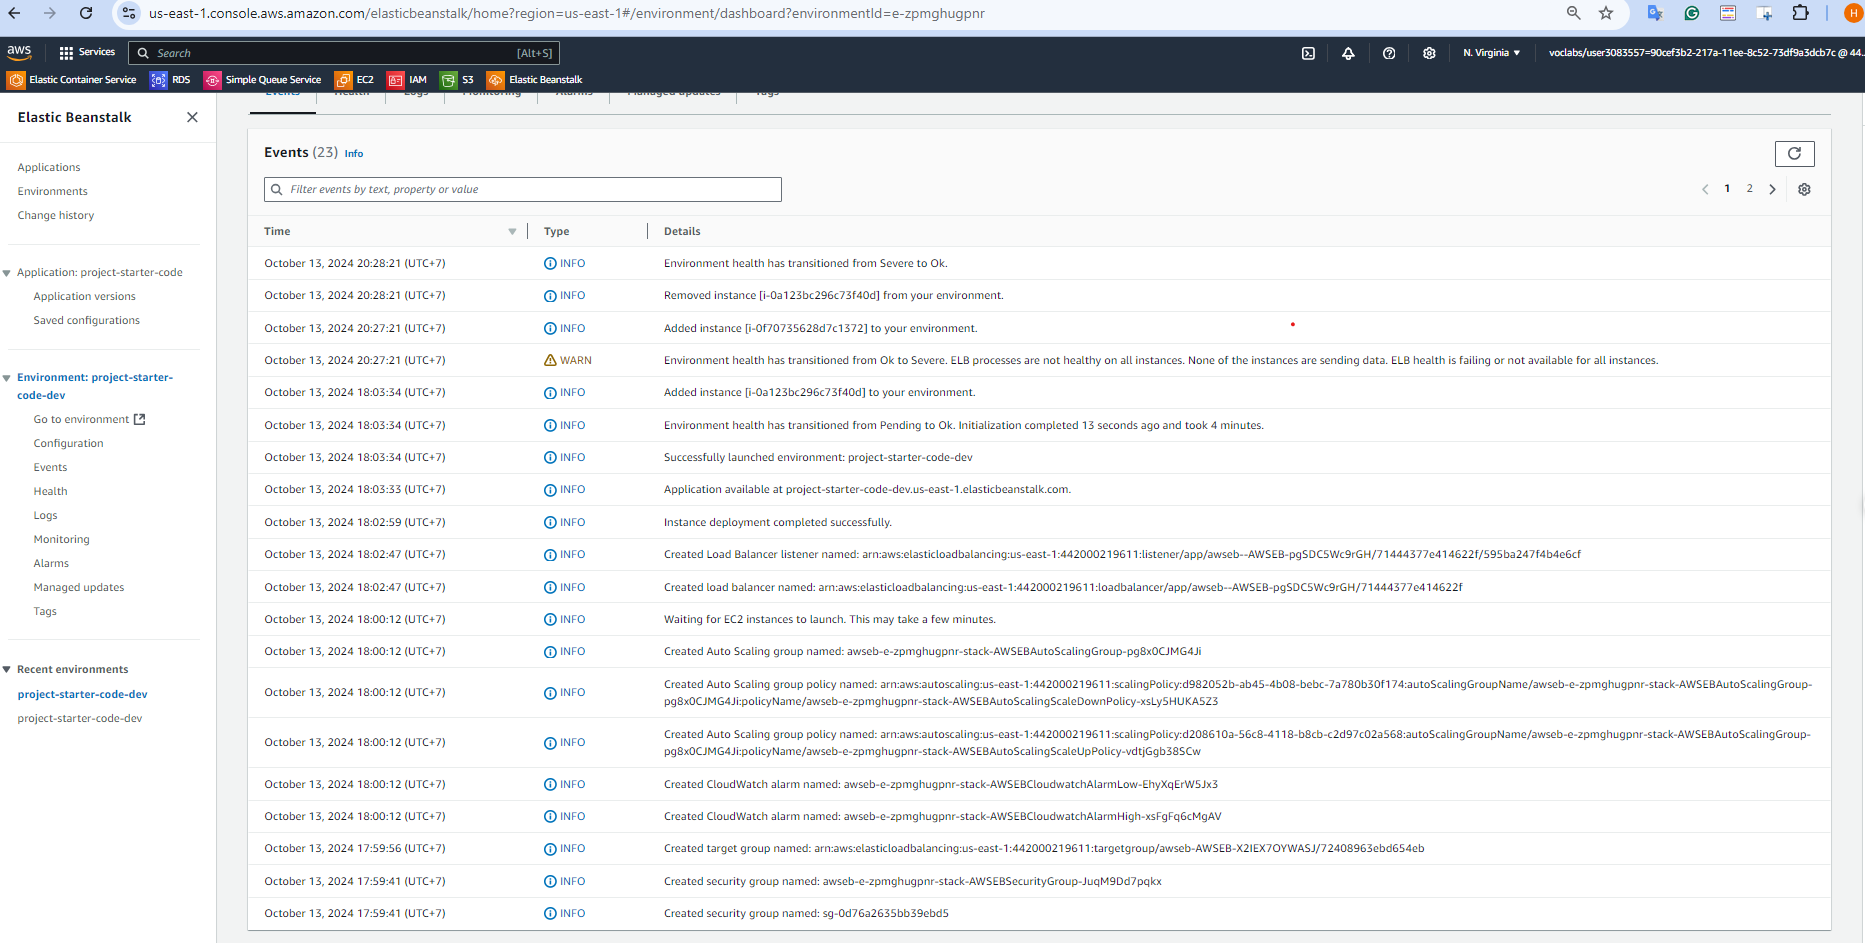 us-east-1.console.aws.amazon.com/elasticbeanstalk/home?region=us-east-1#/environment/dashboard?environmentId=e-zpmghugpnr
H
aws
Services
Search
[Alt+S]
N. Virginia
voclabs/user3083557=90cef3b2-217a-11ee-8c52-73df9a3dcb7c @ 44..
Elastic Container Service
RDS
Simple Queue Service
EC2
IAM
S3
Elastic Beanstalk
Events
Health
Logs
Monitoring
Alarms
Managed updates
Tags
Elastic Beanstalk
Applications
Environments
Change history
Application: project-starter-code
Application versions
Saved configurations
Environment: project-starter-
code-dev
Go to environment
Configuration
Events
Health
Logs
Monitoring
Alarms
Managed updates
Tags
Recent environments
project-starter-code-dev
project-starter-code-dev
Events (23) Info
Filter events by text, property or value
1 2
Time Type Details
October 13, 2024 20:28:21 (UTC+7) INFO Environment health has transitioned from Severe to Ok.
October 13, 2024 20:28:21 (UTC+7) INFO Removed instance [i-0a123bc296c73f40d] from your environment.
October 13, 2024 20:27:21 (UTC+7) INFO Added instance [i-0f70735628d7c1372] to your environment.
October 13, 2024 20:27:21 (UTC+7) WARN Environment health has transitioned from Ok to Severe. ELB processes are not healthy on all instances. None of the instances are sending data. ELB health is failing or not available for all instances.
October 13, 2024 18:03:34 (UTC+7) INFO Added instance [i-0a123bc296c73f40d] to your environment.
October 13, 2024 18:03:34 (UTC+7) INFO Environment health has transitioned from Pending to Ok. Initialization completed 13 seconds ago and took 4 minutes.
October 13, 2024 18:03:34 (UTC+7) INFO Successfully launched environment: project-starter-code-dev
October 13, 2024 18:03:33 (UTC+7) INFO Application available at project-starter-code-dev.us-east-1.elasticbeanstalk.com.
October 13, 2024 18:02:59 (UTC+7) INFO Instance deployment completed successfully.
October 13, 2024 18:02:47 (UTC+7) INFO Created Load Balancer listener named: arn:aws:elasticloadbalancing:us-east-1:442000219611:listener/app/awseb--AWSEB-pgSDC5Wc9rGH/71444377e414622f/595ba247f4b4e6cf
October 13, 2024 18:02:47 (UTC+7) INFO Created load balancer named: arn:aws:elasticloadbalancing:us-east-1:442000219611:loadbalancer/app/awseb--AWSEB-pgSDC5Wc9rGH/71444377e414622f
October 13, 2024 18:00:12 (UTC+7) INFO Waiting for EC2 instances to launch. This may take a few minutes.
October 13, 2024 18:00:12 (UTC+7) INFO Created Auto Scaling group named: awseb-e-zpmghugpnr-stack-AWSEBAutoScalingGroup-pg8x0CJMG4Ji
October 13, 2024 18:00:12 (UTC+7) INFO Created Auto Scaling group policy named: arn:aws:autoscaling:us-east-1:442000219611:scalingPolicy:d982052b-ab45-4b08-bebc-7a780b30f174:autoScalingGroupName/awseb-e-zpmghugpnr-stack-AWSEBAutoScalingGroup-
pg8x0CJMG4Ji:policyName/awseb-e-zpmghugpnr-stack-AWSEBAutoScalingScaleDownPolicy-xsLy5HUKA5Z3
October 13, 2024 18:00:12 (UTC+7) INFO Created Auto Scaling group policy named: arn:aws:autoscaling:us-east-1:442000219611:scalingPolicy:d208610a-56c8-4118-b8cb-c2d97c02a568:autoScalingGroupName/awseb-e-zpmghugpnr-stack-AWSEBAutoScalingGroup-
pg8x0CJMG4Ji:policyName/awseb-e-zpmghugpnr-stack-AWSEBAutoScalingScaleUpPolicy-vdtjGgb38SCw
October 13, 2024 18:00:12 (UTC+7) INFO Created CloudWatch alarm named: awseb-e-zpmghugpnr-stack-AWSEBCloudwatchAlarmLow-EhyXqErW5Jx3
October 13, 2024 18:00:12 (UTC+7) INFO Created CloudWatch alarm named: awseb-e-zpmghugpnr-stack-AWSEBCloudwatchAlarmHigh-xsFgFq6cMgAV
October 13, 2024 17:59:56 (UTC+7) INFO Created target group named: arn:aws:elasticloadbalancing:us-east-1:442000219611:targetgroup/awseb-AWSEB-X2IEX7OYWASJ/72408963ebd654eb
October 13, 2024 17:59:41 (UTC+7) INFO Created security group named: awseb-e-zpmghugpnr-stack-AWSEBSecurityGroup-JuqM9Dd7pqkx
October 13, 2024 17:59:41 (UTC+7) INFO Created security group named: sg-0d76a2635bb39ebd5